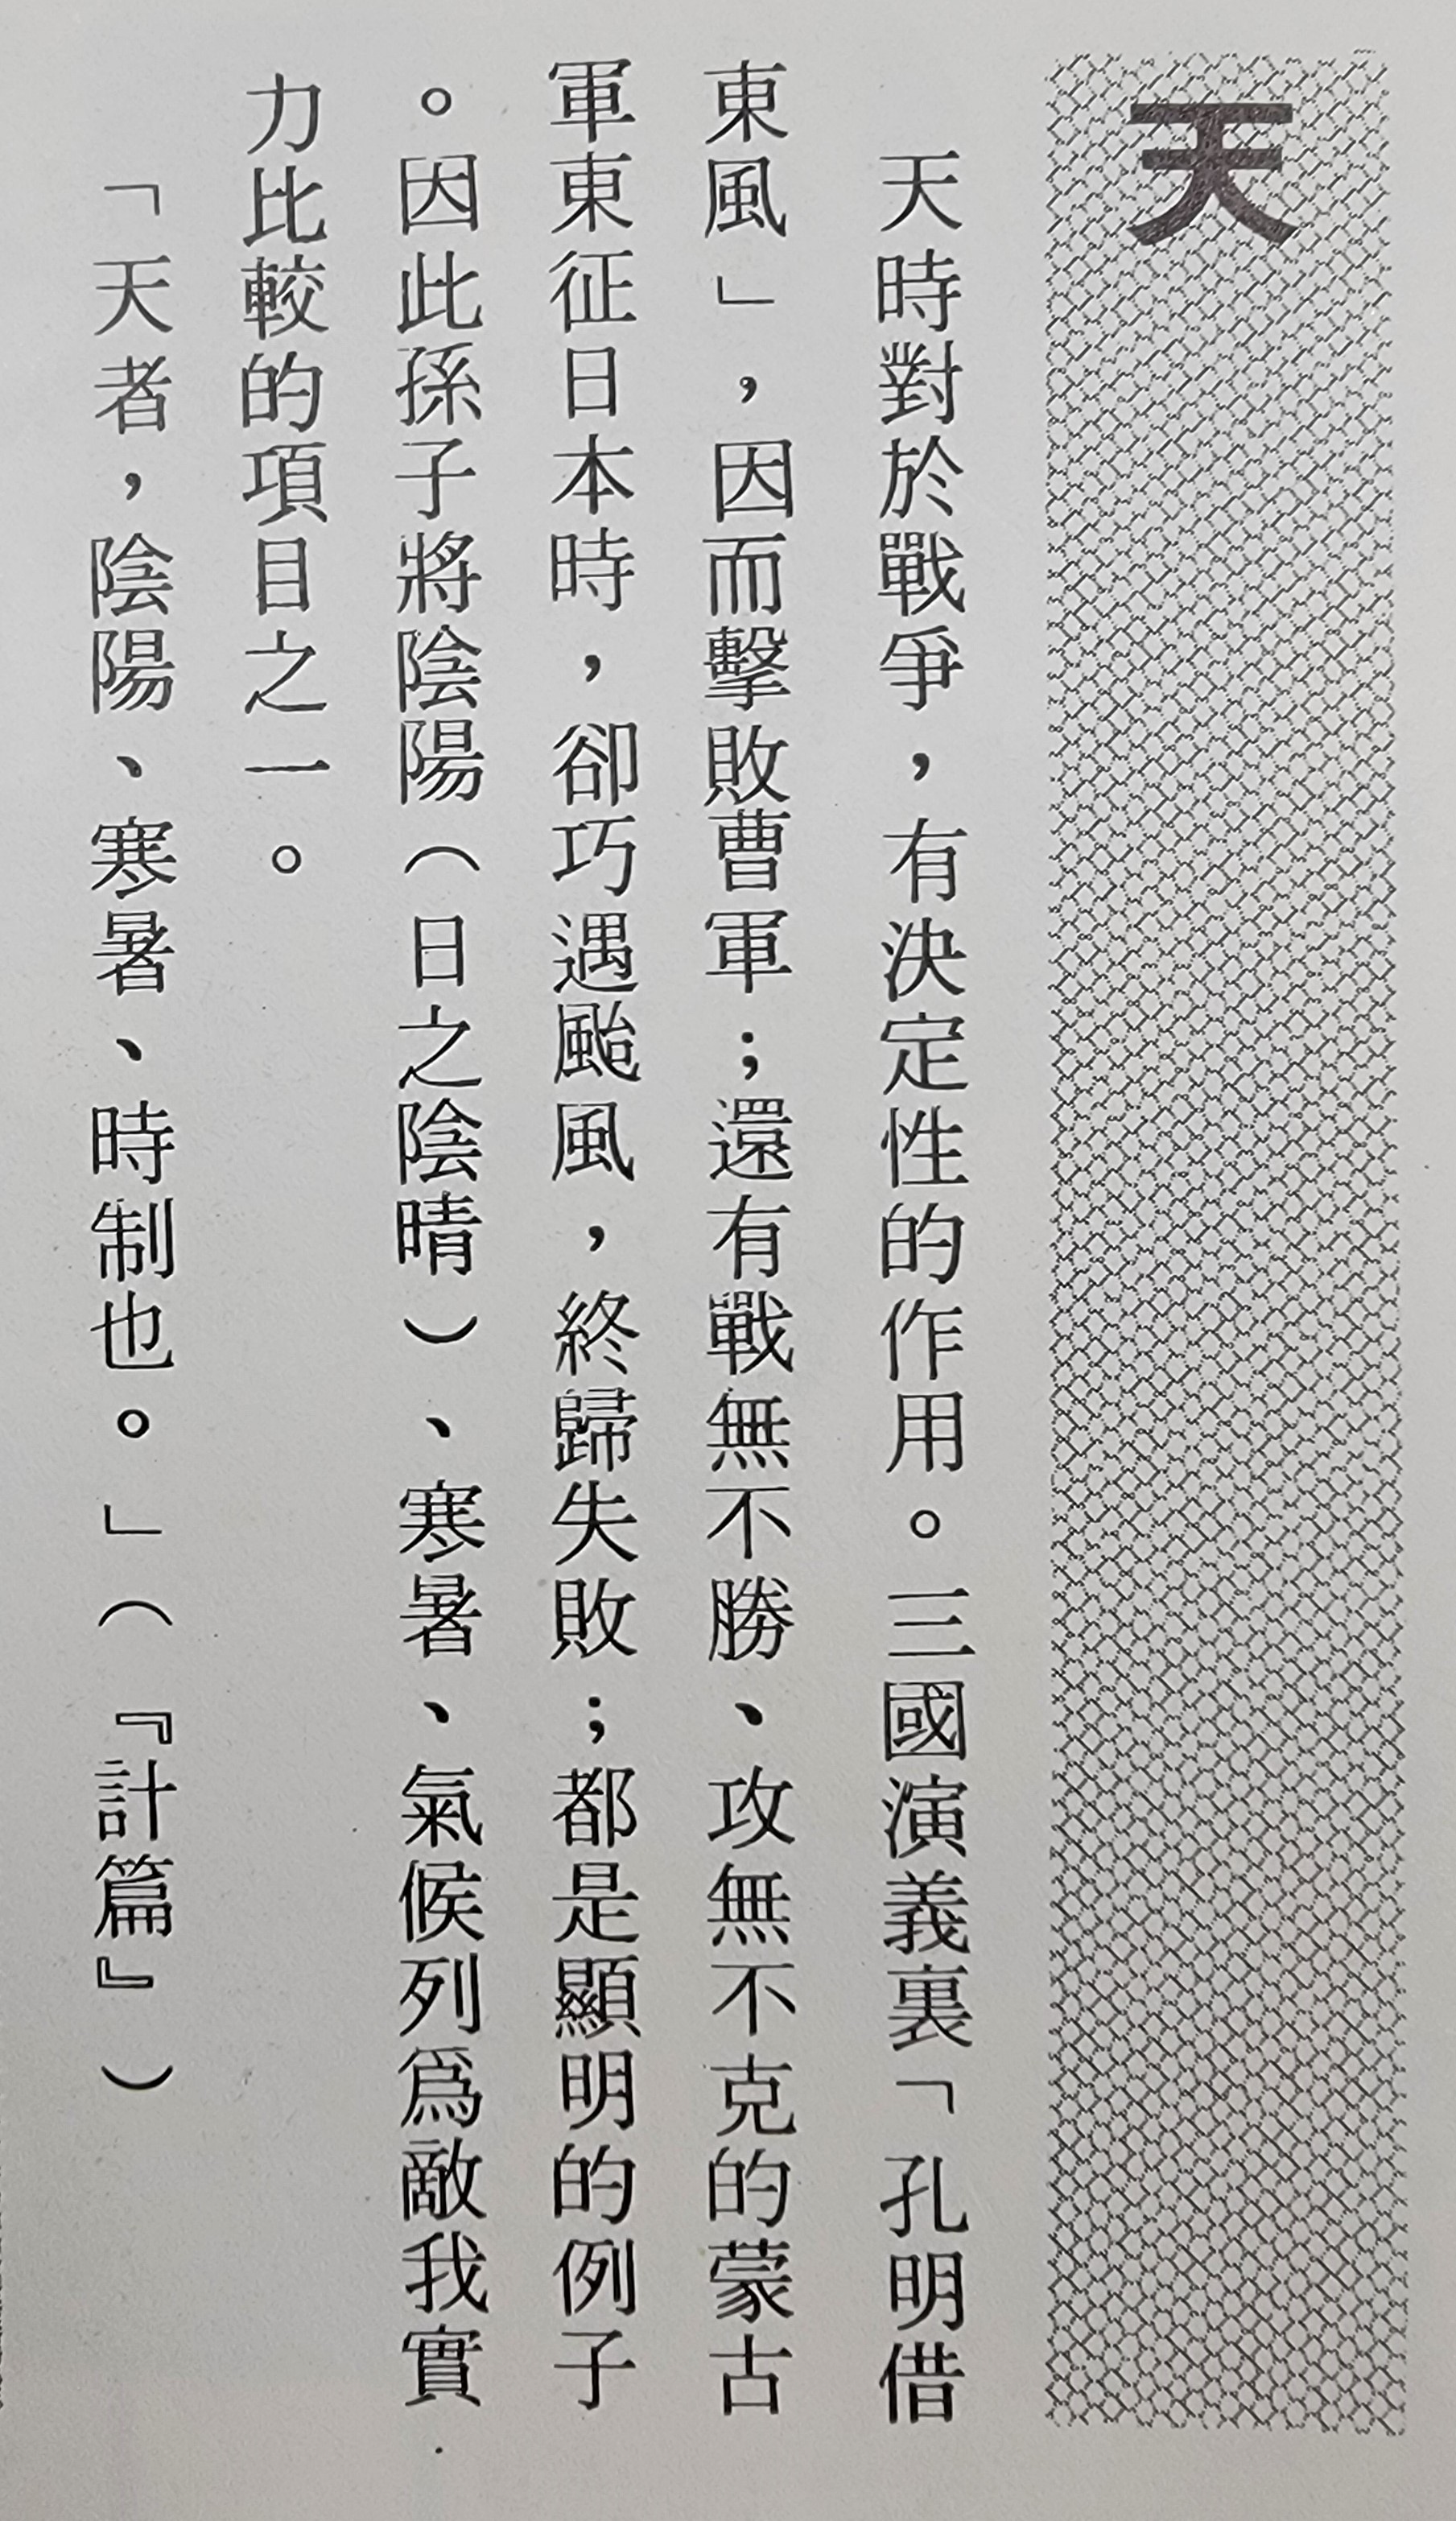 天
天時對於戰爭，有決定性的作用。三國演義裏「孔明借
東風」，因而擊敗曹軍；還有戰無不勝、攻無不克的蒙古
軍東征日本時，卻巧遇颱風，終歸失敗；都是顯明的例子
。因此孫子將陰陽（日之陰晴）、寒暑、氣候列爲敵我實
力比較的項目之一。
「天者，陰陽、寒暑、時制也。」（『計篇』）